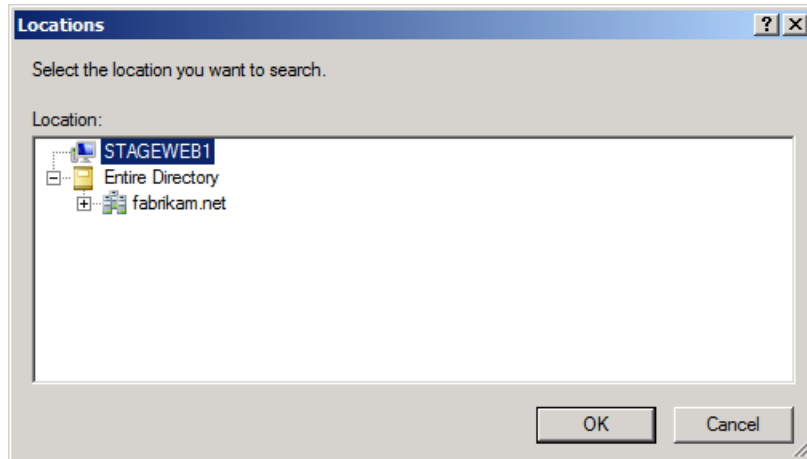 Locations
Select the location you want to search.
Location:
STAGEWEB1
Entire Directory
fabrikam.net
OK Cancel